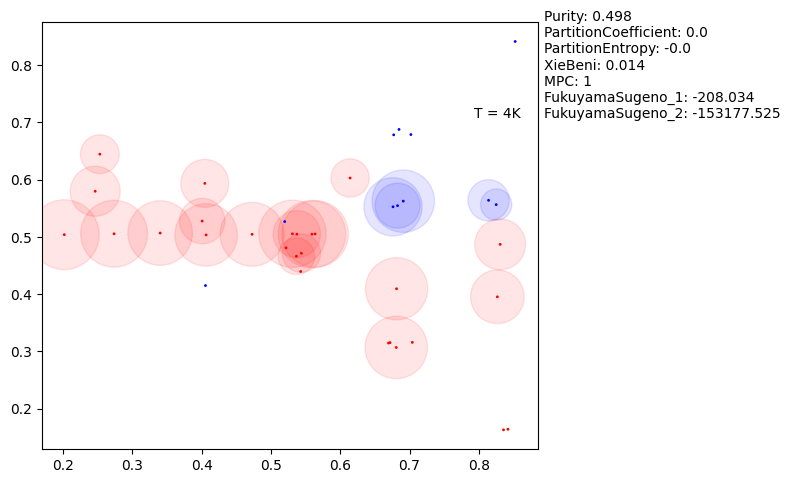 Purity: 0.498
PartitionCoefficient: 0.0
PartitionEntropy: -0.0
XieBeni: 0.014
MPC: 1
FukuyamaSugeno_1: -208.034
FukuyamaSugeno_2: -153177.525
T = 4K
0.8
0.7
0.6
0.5
0.4
0.3
0.2
0.2 0.3 0.4 0.5 0.6 0.7 0.8